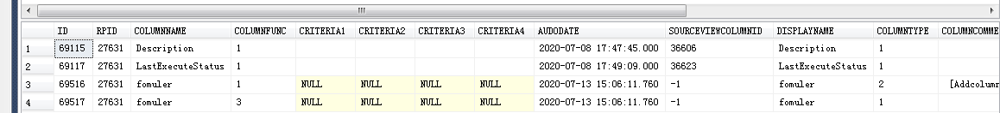 ID RPID COLUMNNAME COLUMNFUNC CRITERIA1 CRITERIA2 CRITERIA3 CRITERIA4 AUDODATE SOURCEVIEWCOLUMNID DISPLAYNAME COLUMNTYPE COLUMNCOMME
1 69115 27631 Description 1 2020-07-08 17:47:45.000 36606 Description 1
2 69117 27631 LastExecuteStatus 1 2020-07-08 17:49:09.000 36623 LastExecuteStatus 1
3 69516 27631 fomuler 1 NULL NULL NULL NULL 2020-07-13 15:06:11.760 -1 fomuler 2 [Addcolumr
4 69517 27631 fomuler 3 NULL NULL NULL NULL 2020-07-13 15:06:11.760 -1 fomuler 1